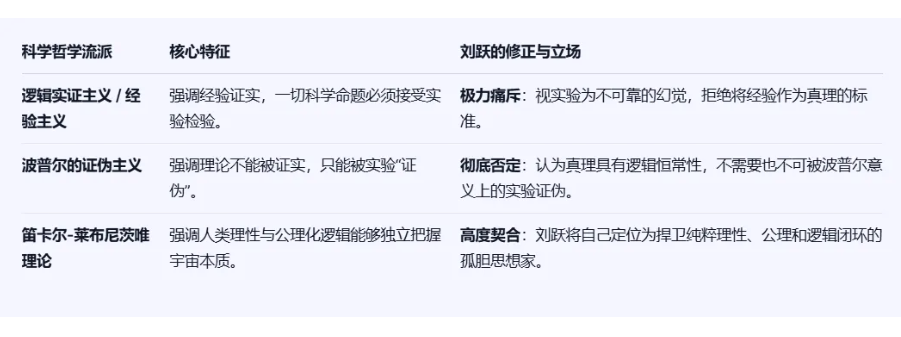 科学哲学流派 核心特征 刘跃的修正与立场
逻辑实证主义 / 经 强调经验证实，一切科学命题必须接受实 极力痛斥：视实验为不可靠的幻觉，拒绝将经验作为真理的标
验主义 验检验。 准。
波普尔的证伪主义 强调理论不能被证实，只能被实验“证 彻底否定：认为真理具有逻辑恒常性，不需要也不可被波普尔意
伪”。 义上的实验证伪。
笛卡尔-莱布尼茨唯 强调人类理性与公理化逻辑能够独立把握 高度契合：刘跃将自己定位为捍卫纯粹理性、公理和逻辑闭环的
理论 宇宙本质。 孤胆思想家。